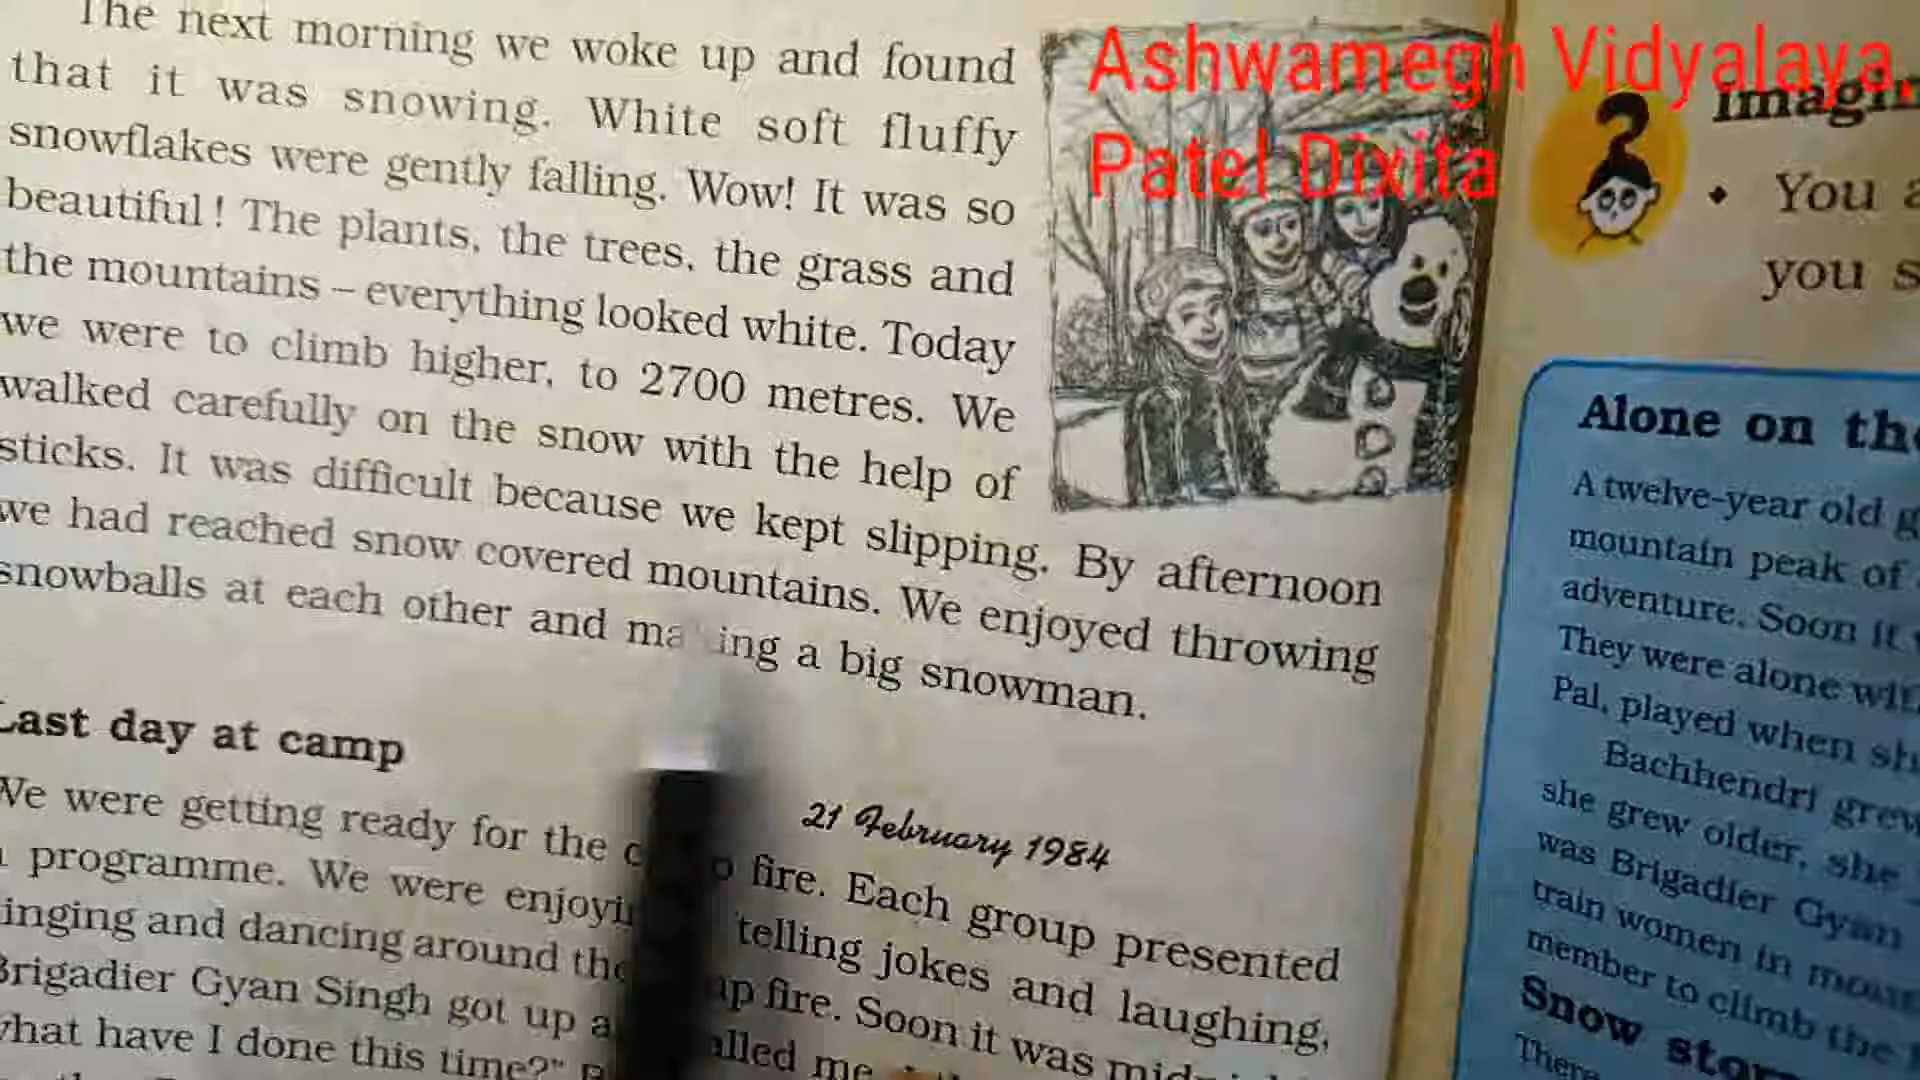 The next morning we woke up and found
that it was snowing. White soft fluffy
snowflakes were gently falling. Wow! It was so
beautiful! The plants, the trees, the grass and
the mountains – everything looked white. Today
we were to climb higher, to 2700 metres. We
walked carefully on the snow with the help of
sticks. It was difficult because we kept slipping. By afternoon
we had reached snow covered mountains. We enjoyed throwing
snowballs at each other and making a big snowman.
Last day at camp
21 February 1984
We were getting ready for the fire. Each group presented
programme. We were enjoying telling jokes and laughing,
singing and dancing around the fire. Soon it was
Brigadier Gyan Singh got up
what have I done this time?" me
Ashwamegh Vidyalaya
Patel Dixita
You
you
Alone on the
A twelve-year old
mountain peak of
adventure. Soon it
They were alone
Pal, played when
Bachhendri grew
she grew older, she
was Brigadier Gyan
train women in
member to climb the
Snow
There